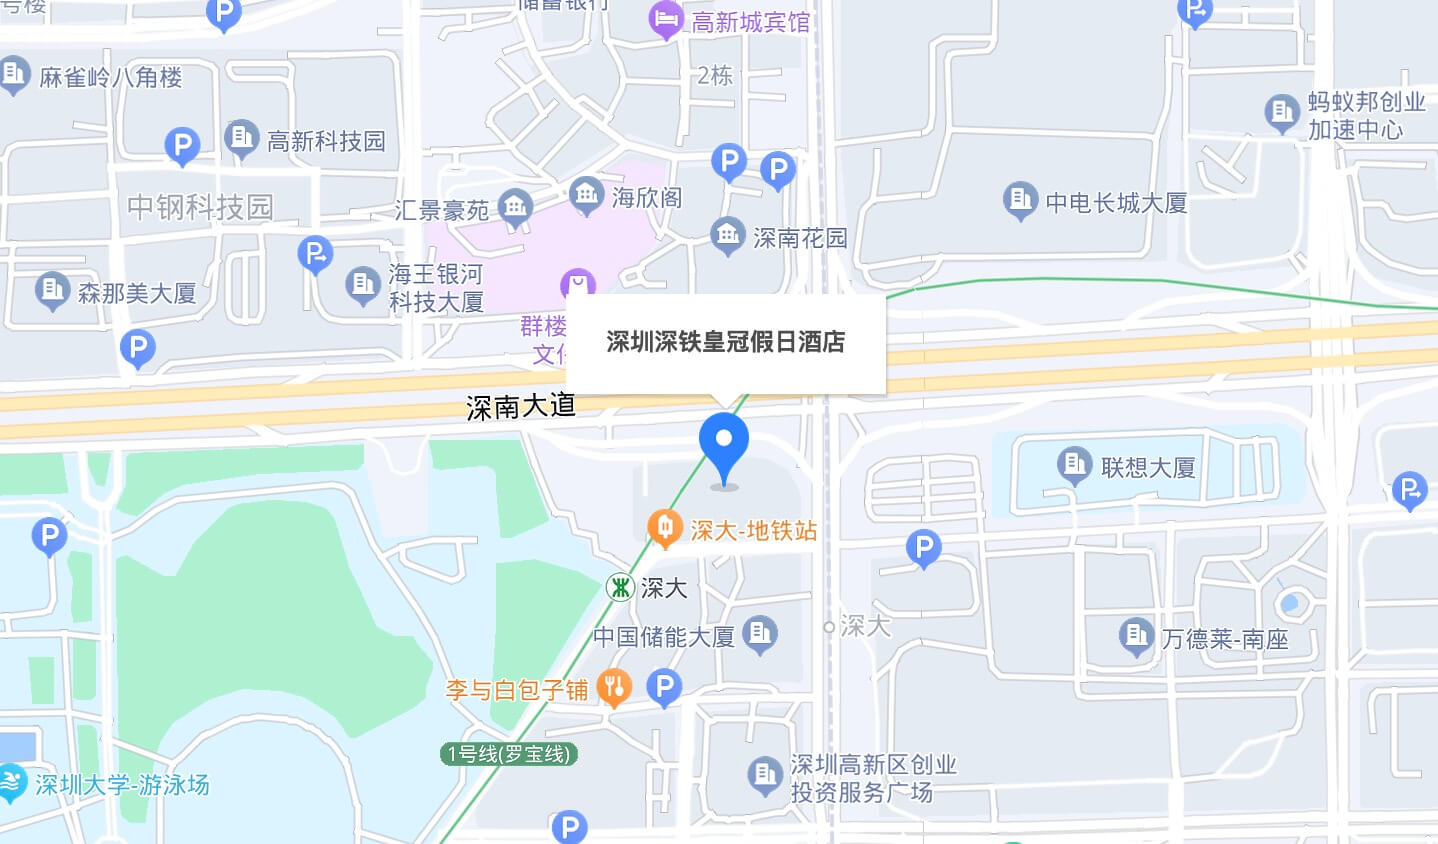 号楼
储蓄银行
高新城宾馆
2栋
麻雀岭八角楼
蚂蚁邦创业
加速中心
P
P
P
高新科技园
P
P
中钢科技园
汇景豪苑
海欣阁
中电长城大厦
深南花园
P
海王银河
科技大厦
森那美大厦
群楼
文
P
深圳深铁皇冠假日酒店
深南大道
联想大厦
P
P
深大-地铁站
P
深大
中国储能大厦
深大
万德莱-南座
李与白包子铺
P
1号线(罗宝线)
深圳大学-游泳场
深圳高新区创业
投资服务广场
P